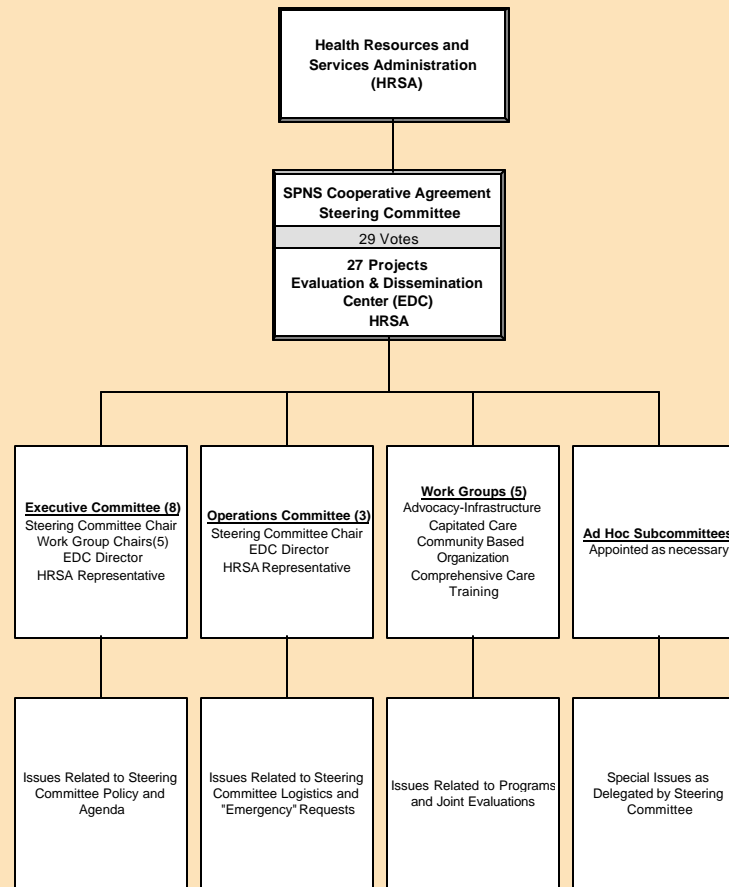 Health Resources and
Services Administration
(HRSA)
SPNS Cooperative Agreement
Steering Committee
29 Votes
27 Projects
Evaluation & Dissemination
Center (EDC)
HRSA
Executive Committee (8)
Steering Committee Chair
Work Group Chairs(5)
EDC Director
HRSA Representative
Operations Committee (3)
Steering Committee Chair
EDC Director
HRSA Representative
Work Groups (5)
Advocacy-Infrastructure
Capitated Care
Community Based
Organization
Comprehensive Care
Training
Ad Hoc Subcommittees
Appointed as necessary
Issues Related to Steering
Committee Policy and
Agenda
Issues Related to Steering
Committee Logistics and
"Emergency" Requests
Issues Related to Programs
and Joint Evaluations
Special Issues as
Delegated by Steering
Committee